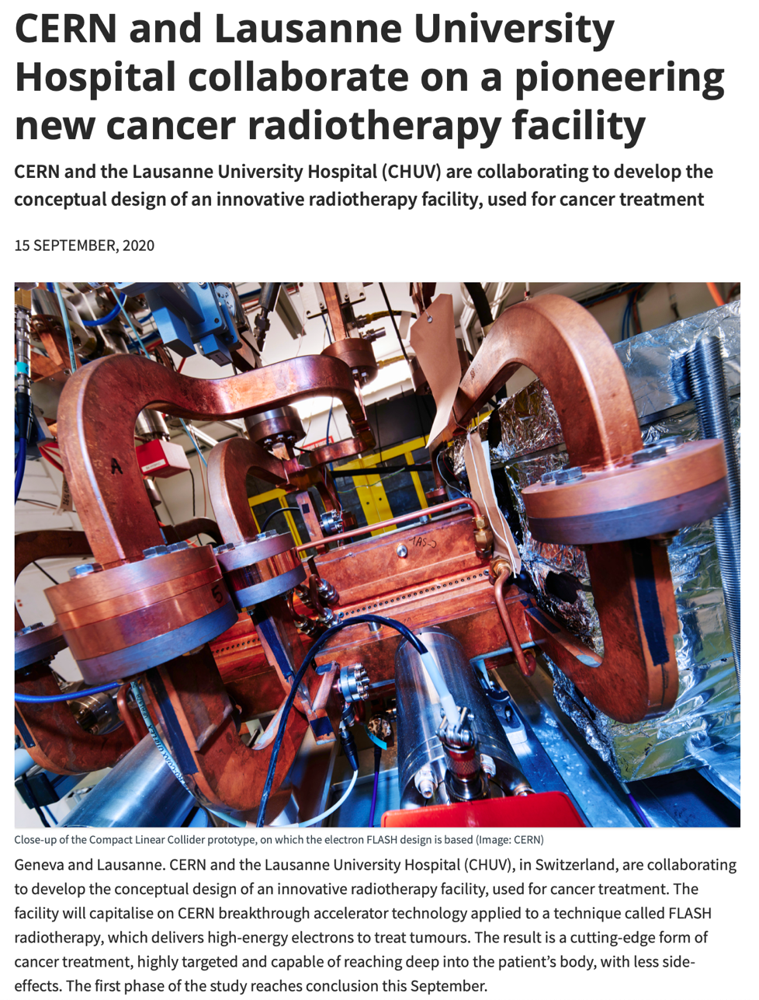 CERN and Lausanne University
Hospital collaborate on a pioneering
new cancer radiotherapy facility
CERN and the Lausanne University Hospital (CHUV) are collaborating to develop the
conceptual design of an innovative radiotherapy facility, used for cancer treatment
15 SEPTEMBER, 2020
A
5
Close-up of the Compact Linear Collider prototype, on which the electron FLASH design is based (Image: CERN)
Geneva and Lausanne. CERN and the Lausanne University Hospital (CHUV), in Switzerland, are collaborating
to develop the conceptual design of an innovative radiotherapy facility, used for cancer treatment. The
facility will capitalise on CERN breakthrough accelerator technology applied to a technique called FLASH
radiotherapy, which delivers high-energy electrons to treat tumours. The result is a cutting-edge form of
cancer treatment, highly targeted and capable of reaching deep into the patient’s body, with less side-
effects. The first phase of the study reaches conclusion this September.